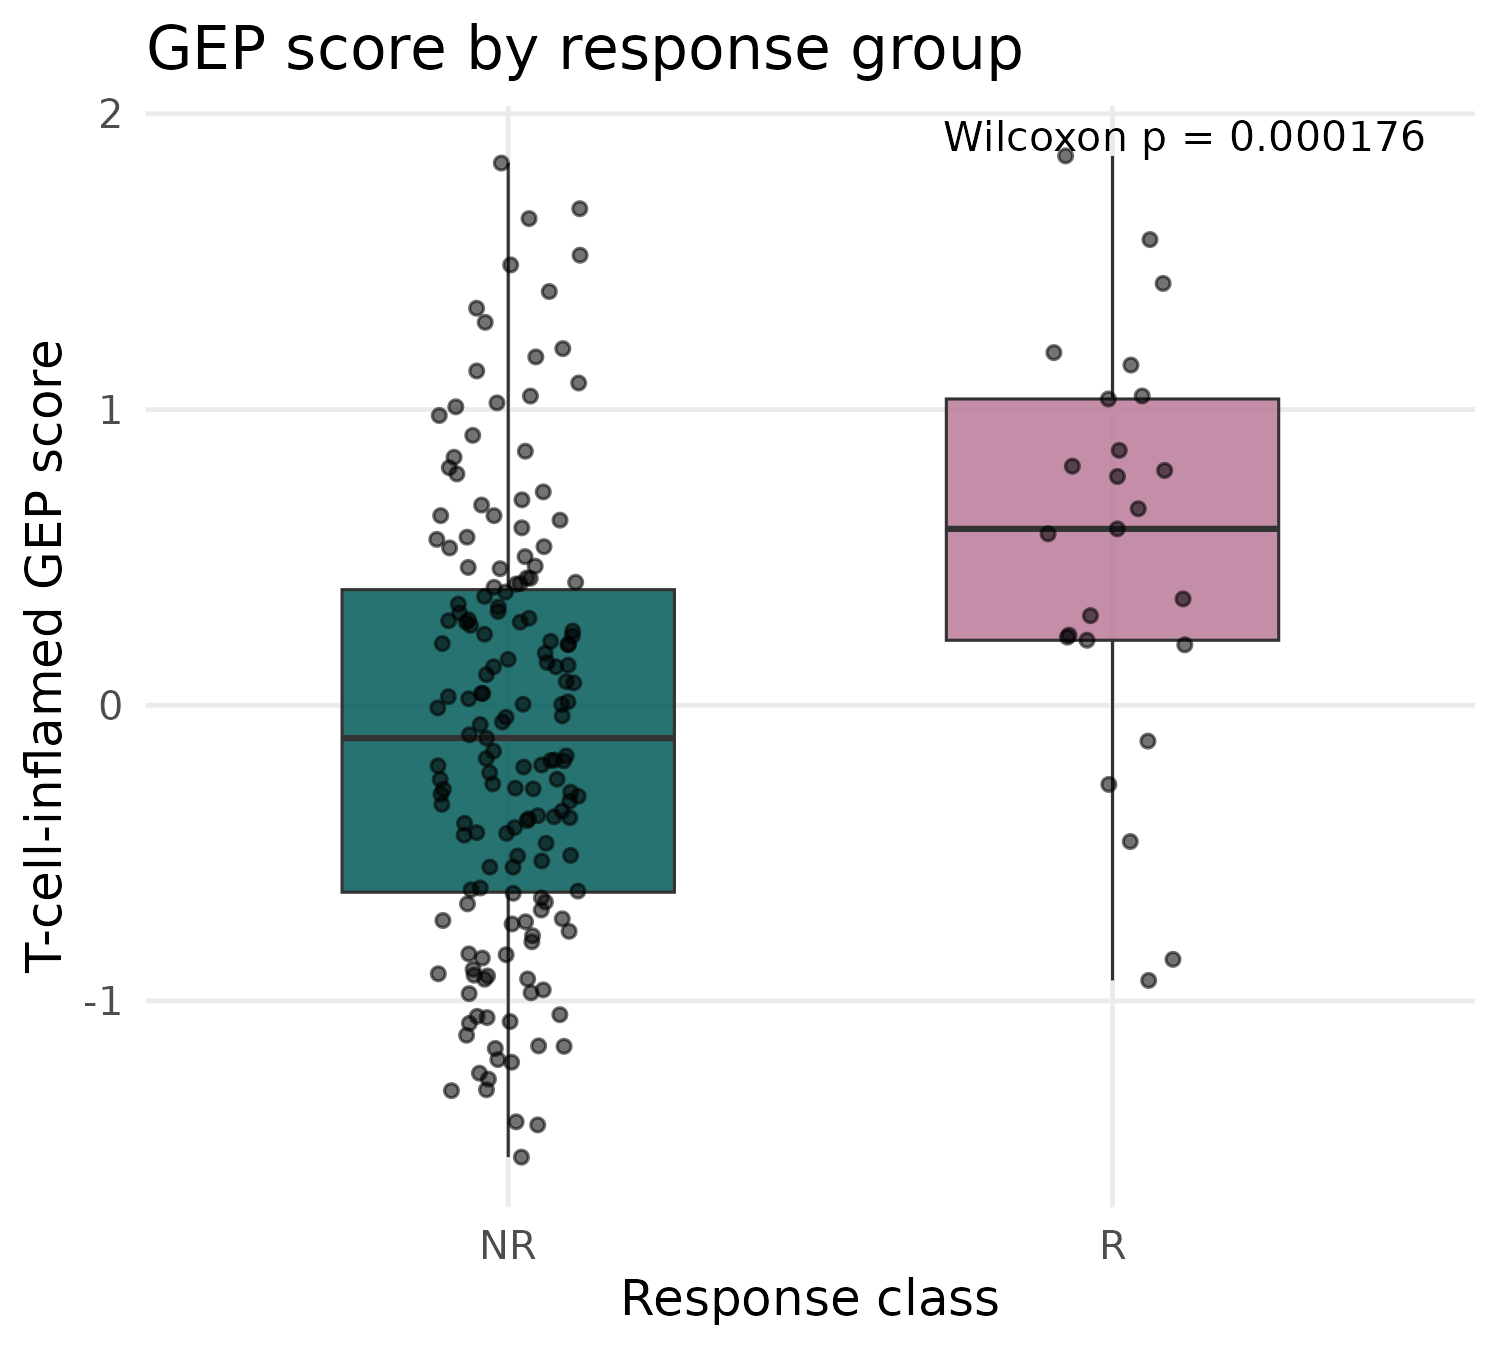 GEP score by response group
Wilcoxon p = 0.000176
T-cell-inflamed GEP score
2
1
0
-1
NR
R
Response class